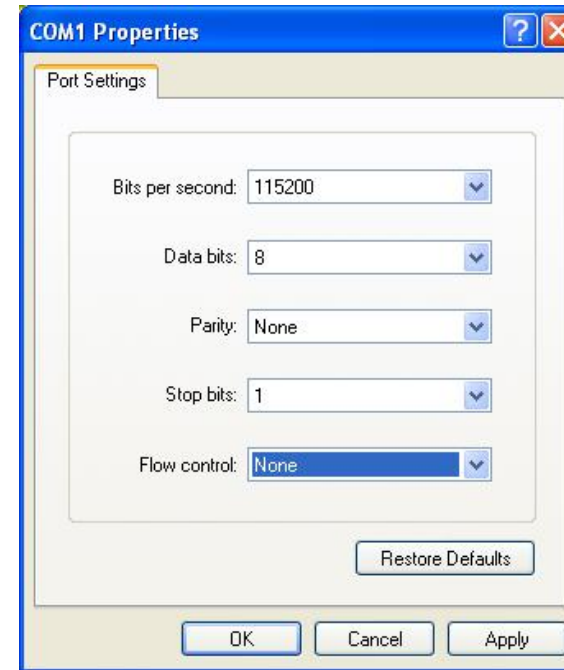 COM1 Properties
Port Settings
Bits per second: 115200
Data bits: 8
Parity: None
Stop bits: 1
Flow control: None
Restore Defaults
OK Cancel Apply